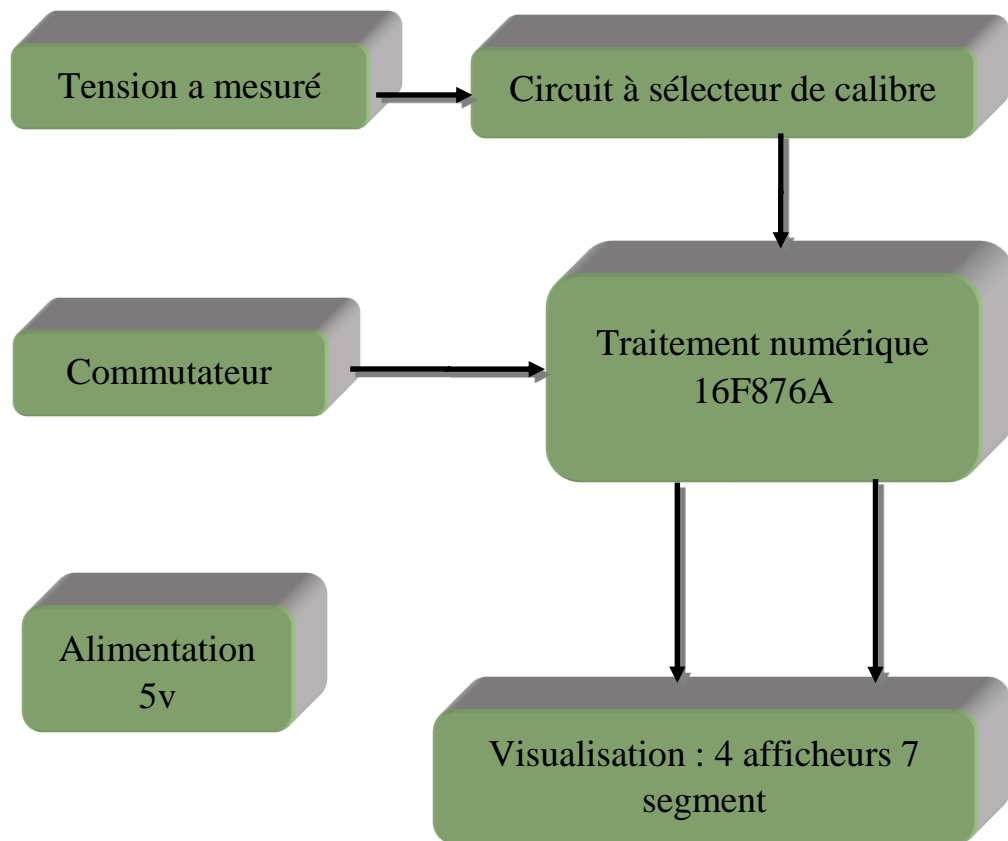 Tension a mesuré
Circuit à sélecteur de calibre
Traitement numérique
16F876A
Commutateur
Alimentation
5v
Visualisation : 4 afficheurs 7
segment